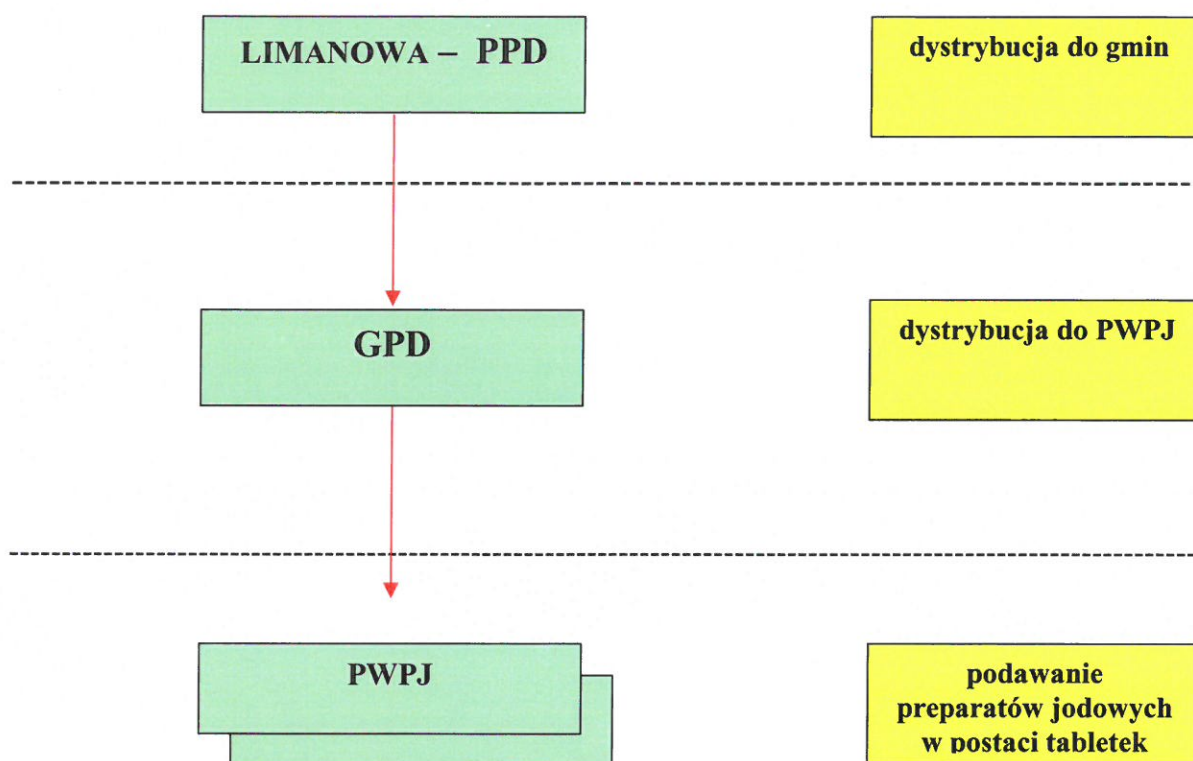 LIMANOWA – PPD
dystrybucja do gmin
GPD
dystrybucja do PWPJ
PWPJ
podawanie
preparatów jodowych
w postaci tabletek